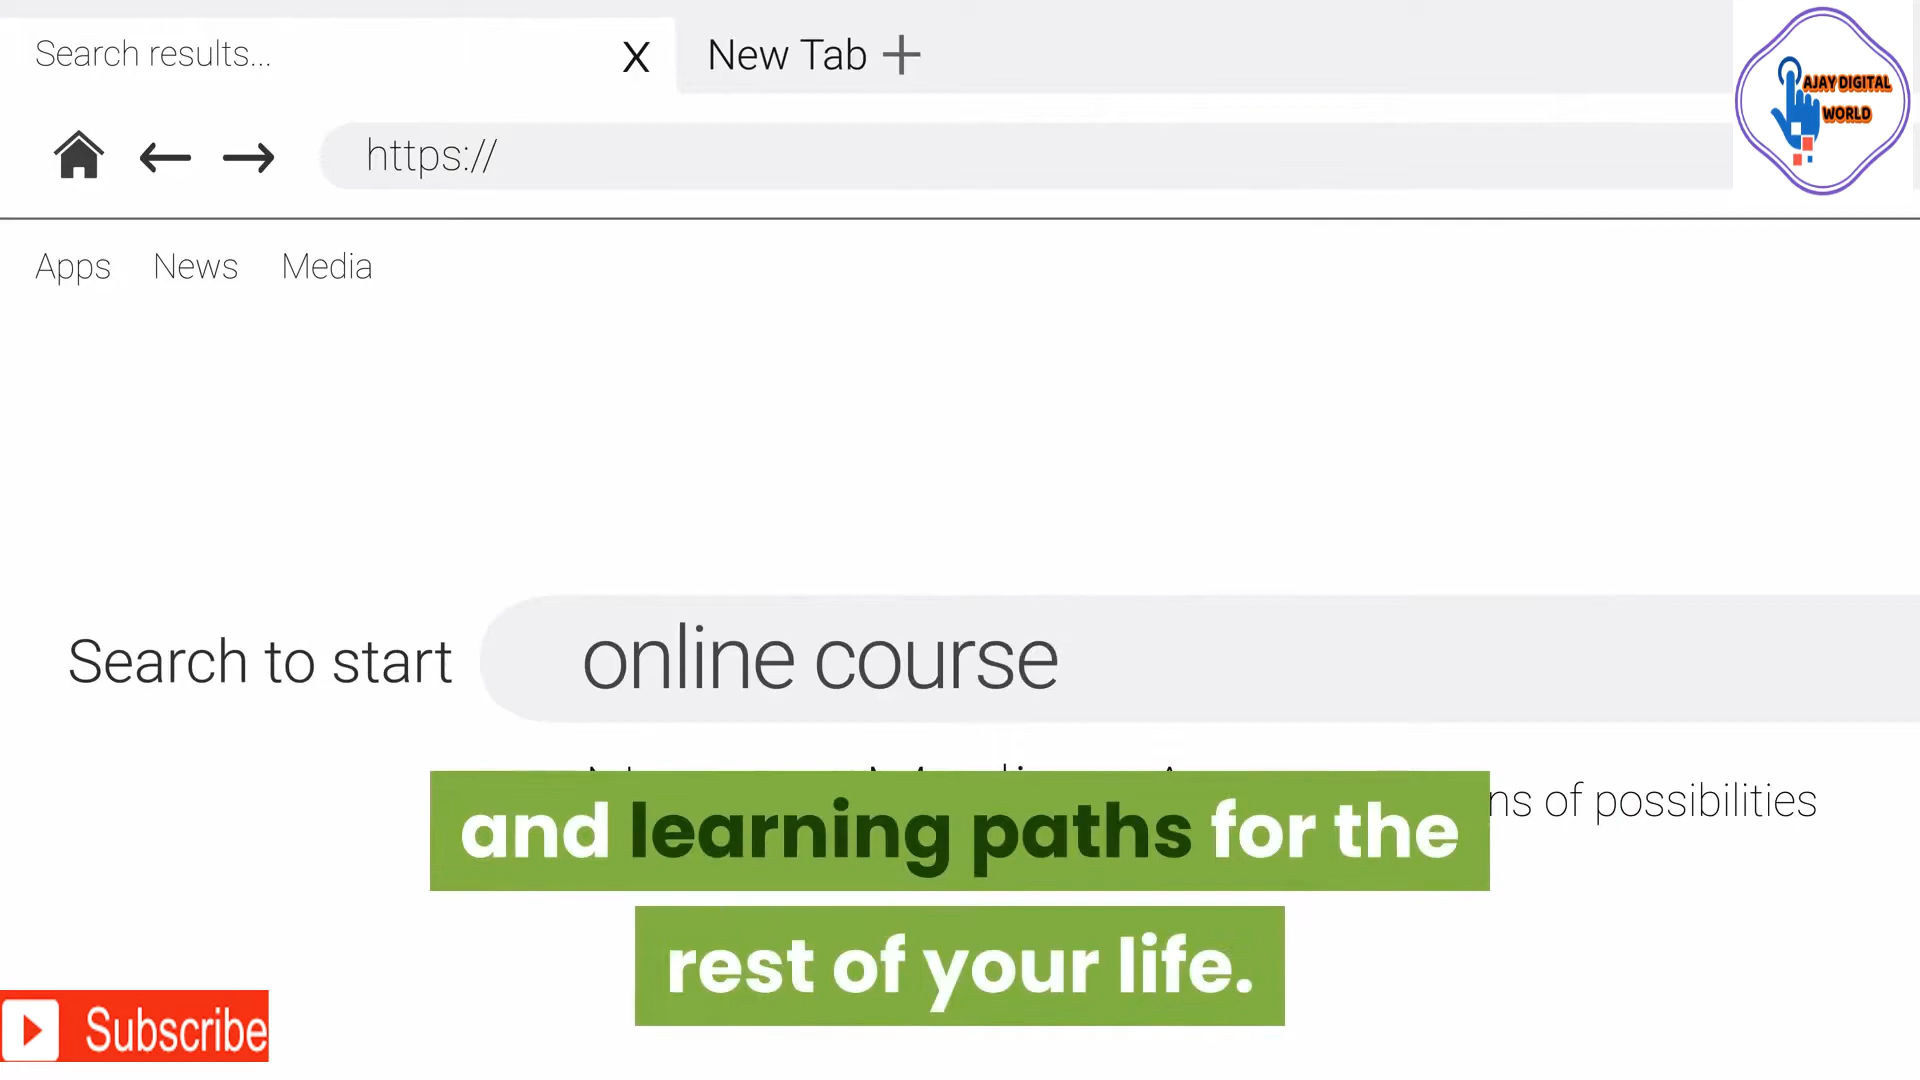 Search results...
X
New Tab +
AJAY DIGITAL
WORLD
https://
Apps News Media
Search to start
online course
of possibilities
and learning paths for the
rest of your life.
Subscribe